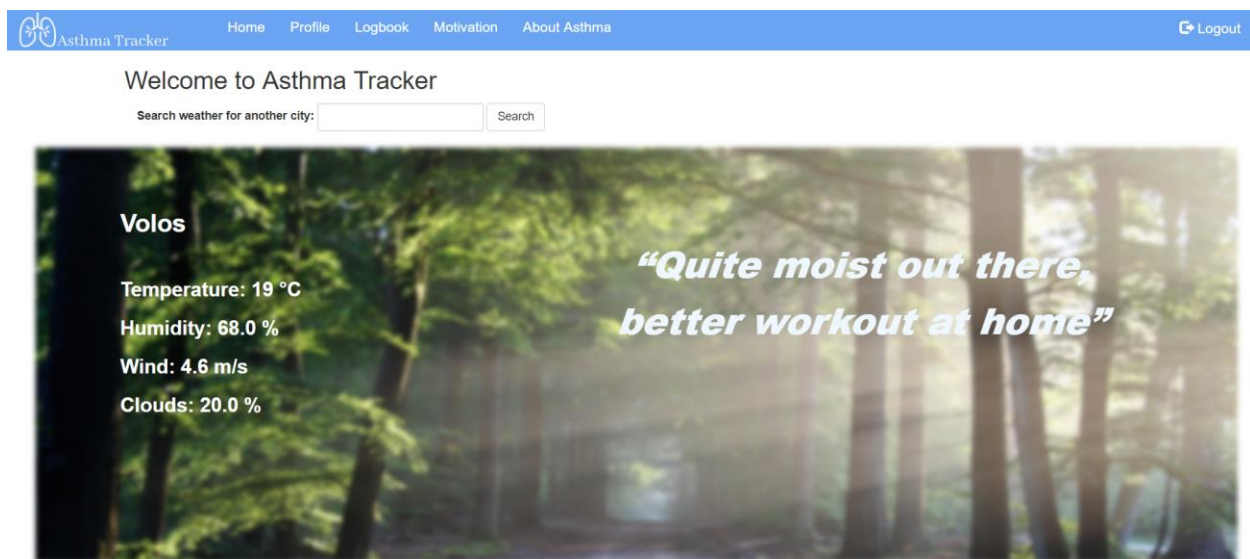 Asthma Tracker Home Profile Logbook Motivation About Asthma Logout
Welcome to Asthma Tracker
Search weather for another city: Search
Volos
“Quite moist out there,
better workout at home”
Temperature: 19 °C
Humidity: 68.0 %
Wind: 4.6 m/s
Clouds: 20.0 %